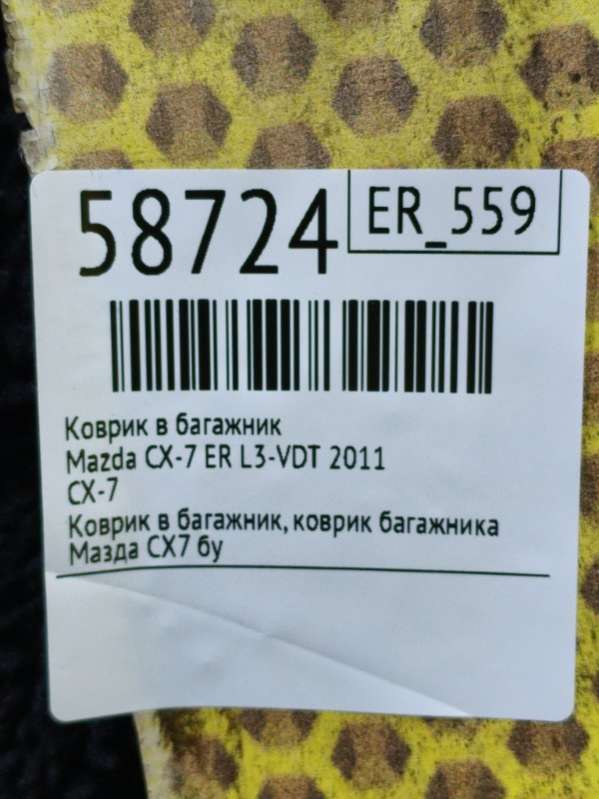 58724
ER_559
Коврик в багажник
Mazda CX-7 ER L3-VDT 2011
CX-7
Коврик в багажник, коврик багажника
Мазда СХ7 бу